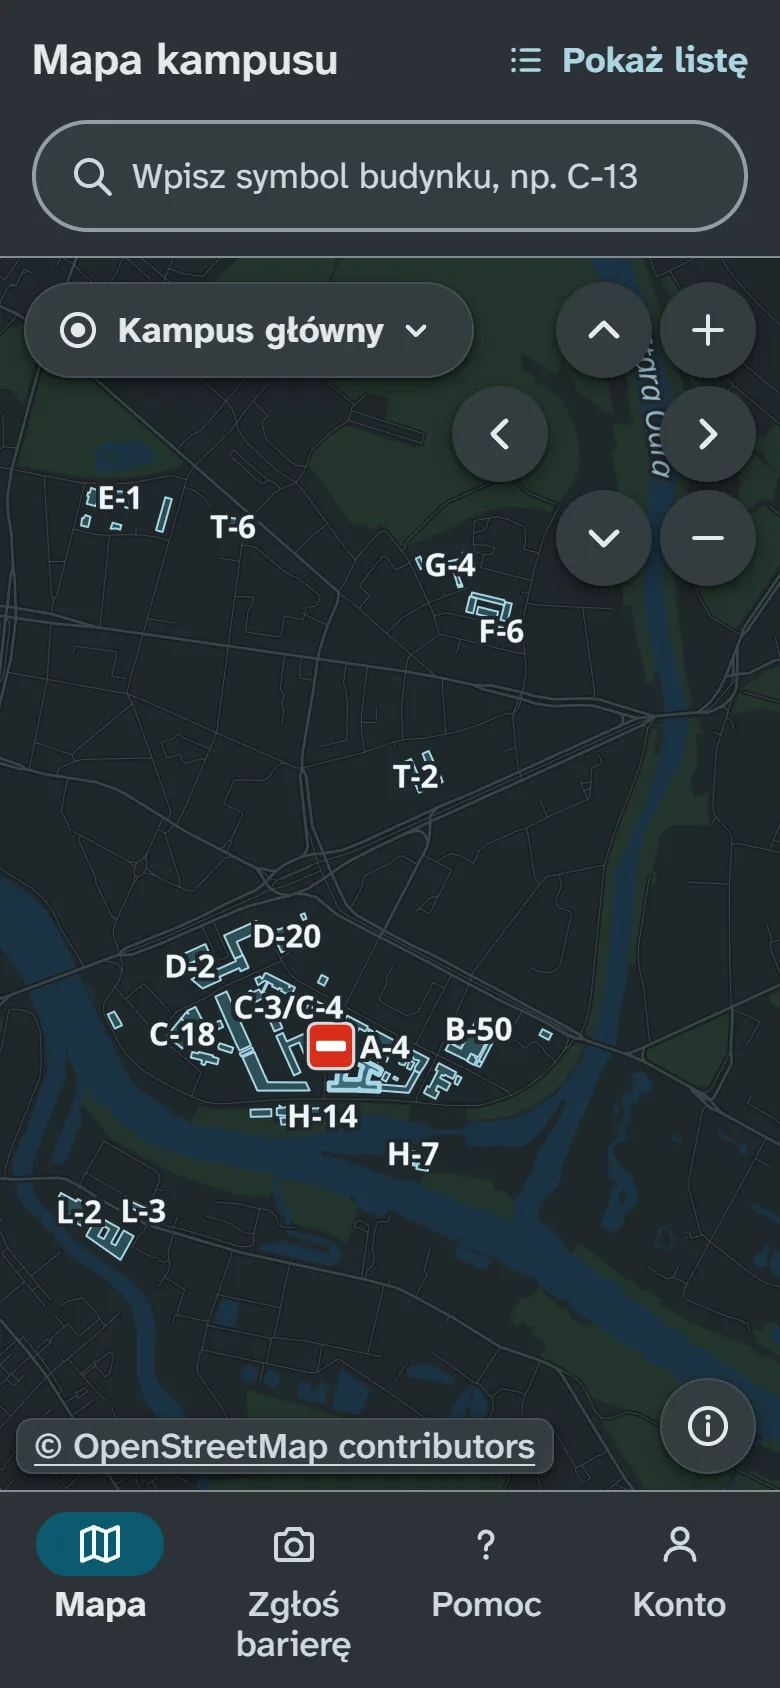 Mapa kampusu
Pokaż listę
Wpisz symbol budynku, np. C-13
Kampus główny
E-1
T-6
G-4
F-6
T-2
D-20
D-2
C-3/C-4
C-18
A-4
B-50
H-14
H-7
L-2
L-3
© OpenStreetMap contributors
Mapa
Zgłoś
barierę
Pomoc
Konto